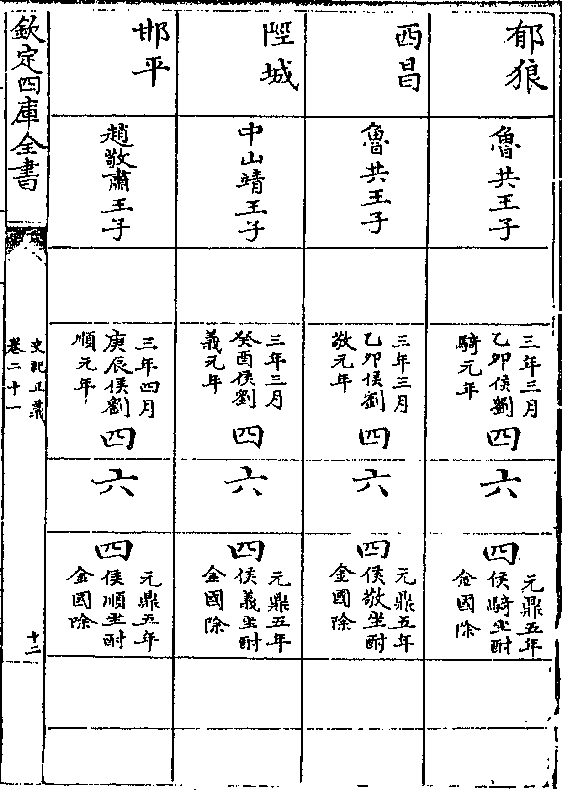 郁狼
魯共王子
三年三月
乙卯侯劉
騎元年
四
六
四
元鼎五年
侯騎坐酎
金國除
西昌
魯共王子
三年三月
乙卯侯劉
敬元年
四
六
四
元鼎五年
侯敬坐酎
金國除
陘城
中山靖王子
三年三月
癸酉侯劉
義元年
四
六
四
元鼎五年
侯義坐酎
金國除
邯平
趙敬肅王子
三年四月
庚辰侯劉
順元年
四
六
四
元鼎五年
侯順坐酎
金國除
欽定四庫全書
史記正義
卷二十一
十二